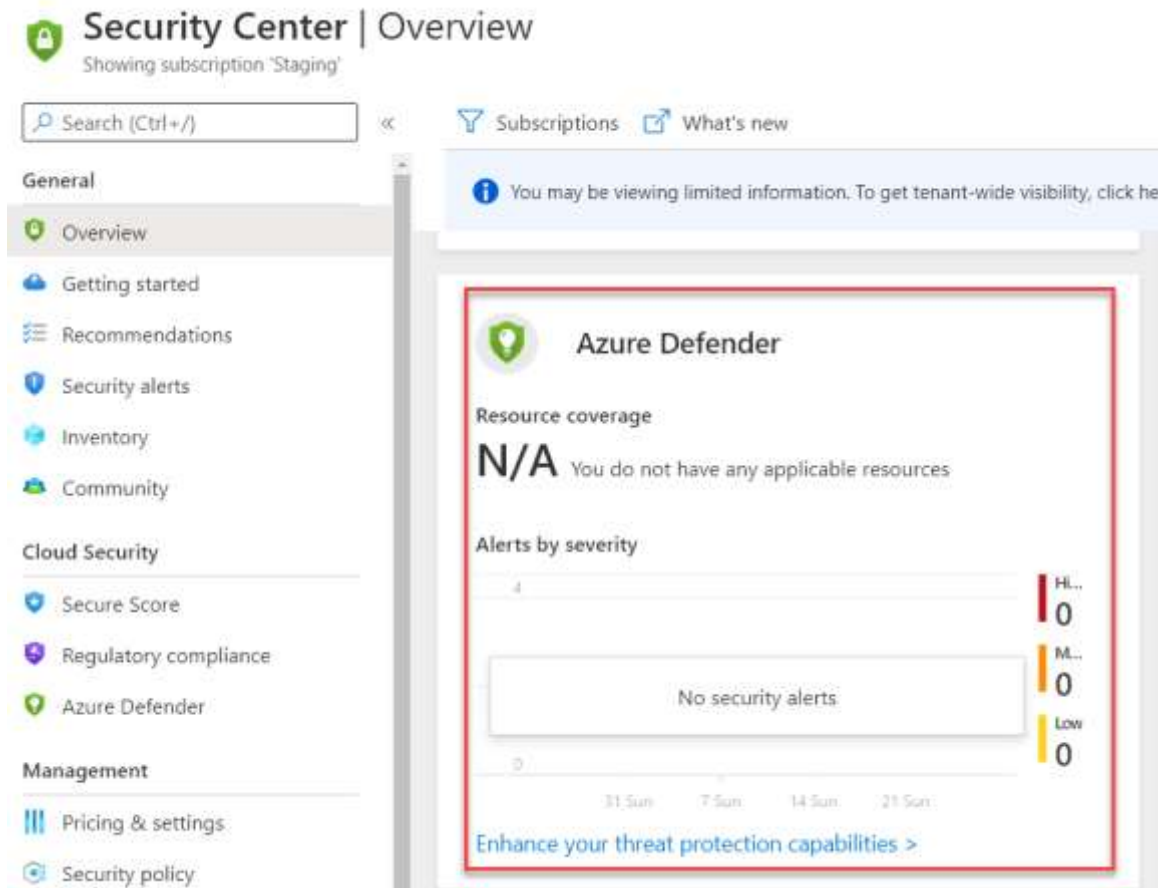 Security Center | Overview
Showing subscription 'Staging'
Search (Ctrl+/)
«
General
Overview
Getting started
Recommendations
Security alerts
Inventory
Community
Cloud Security
Secure Score
Regulatory compliance
Azure Defender
Management
Pricing & settings
Security policy
Subscriptions What's new
You may be viewing limited information. To get tenant-wide visibility, click he
Azure Defender
Resource coverage
N/A You do not have any applicable resources
Alerts by severity
4
No security alerts
0
31 Sun 7 Sun 14 Sun 21 Sun
Hi...
0
M...
0
Low
0
Enhance your threat protection capabilities >